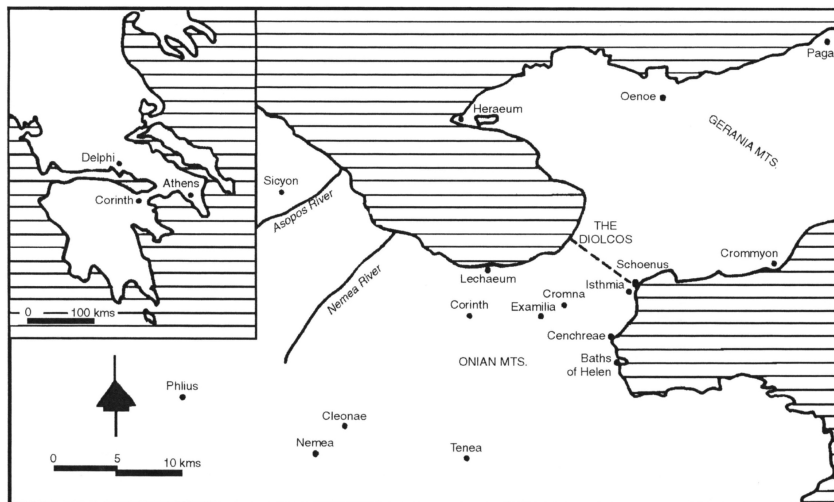 Delphi
Athens
Corinth
0 100 kms
Heraeum
Oenoe
GERANIA MTS.
Sicyon
Asopos River
Nemea River
THE
DIOLCOS
Schoenus
Crommyon
Isthmia
Lechaeum
Corinth
Examilia
Cromna
Cenchreae
Baths
of Helen
ONIAN MTS.
Phlius
Cleonae
Nemea
Tenea
0 5 10 kms